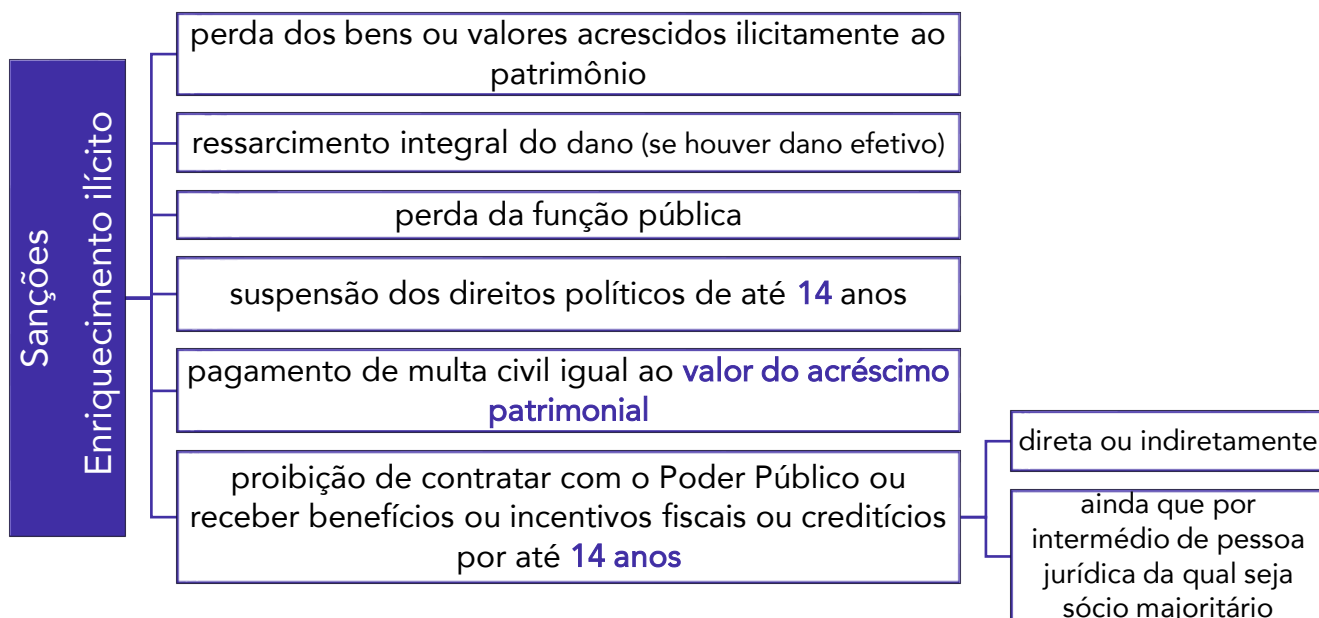 Sanções
Enriquecimento ilícito
perda dos bens ou valores acrescidos ilicitamente ao
patrimônio
ressarcimento integral do dano (se houver dano efetivo)
perda da função pública
suspensão dos direitos políticos de até 14 anos
pagamento de multa civil igual ao valor do acréscimo
patrimonial
proibição de contratar com o Poder Público ou
receber benefícios ou incentivos fiscais ou creditícios
por até 14 anos
direta ou indiretamente
ainda que por
intermédio de pessoa
jurídica da qual seja
sócio majoritário